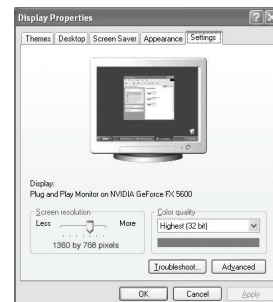 Display Properties
Themes Desktop Screen Saver Appearance Settings
Display:
Plug and Play Monitor on NVIDIA GeForce FX 5600
Screen resolution
Less More
1360 by 768 pixels
Color quality
Highest (32 bit)
Troubleshoot... Advanced
OK Cancel Apply